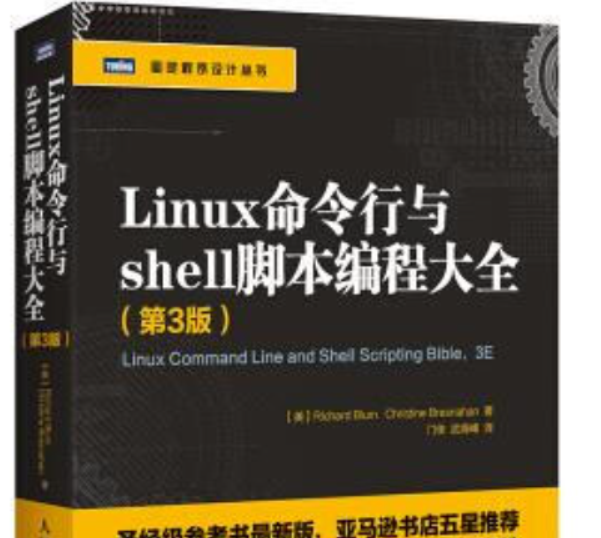 TURING 图灵程序设计丛书
Linux命令行与
shell脚本编程大全
（第3版）
Linux Command Line and Shell Scripting Bible, 3E
[美] Richard Blum, Christine Bresnahan 著
门佳 武海峰 译
圣经级参考书最新版，亚马逊书店五星推荐
Linux命令行与
shell脚本编程大全
（第3版）
人